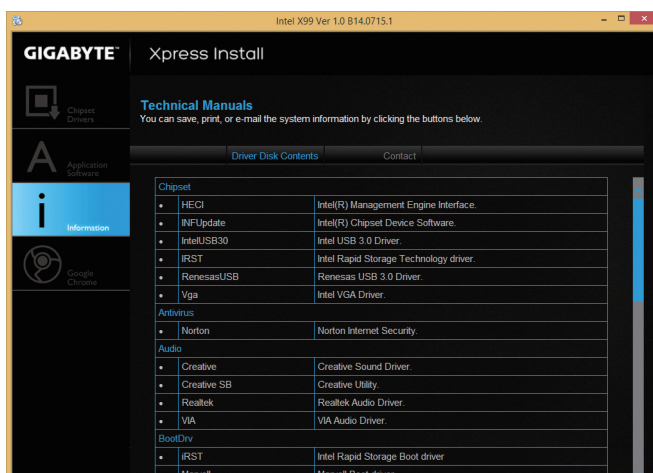 Intel X99 Ver 1.0 B14.0715.1
GIGABYTE™
Xpress Install
Chipset
Drivers
Application
Software
Information
Google
Chrome
Technical Manuals
You can save, print, or e-mail the system information by clicking the buttons below.
Driver Disk Contents Contact
Chipset
• HECI Intel(R) Management Engine Interface.
• INFUpdate Intel(R) Chipset Device Software.
• IntelUSB30 Intel USB 3.0 Driver.
• IRST Intel Rapid Storage Technology driver.
• RenesasUSB Renesas USB 3.0 Driver.
• Vga Intel VGA Driver.
Antivirus
• Norton Norton Internet Security.
Audio
• Creative Creative Sound Driver.
• Creative SB Creative Utility.
• Realtek Realtek Audio Driver.
• VIA VIA Audio Driver.
BootDrv
• iRST Intel Rapid Storage Boot driver